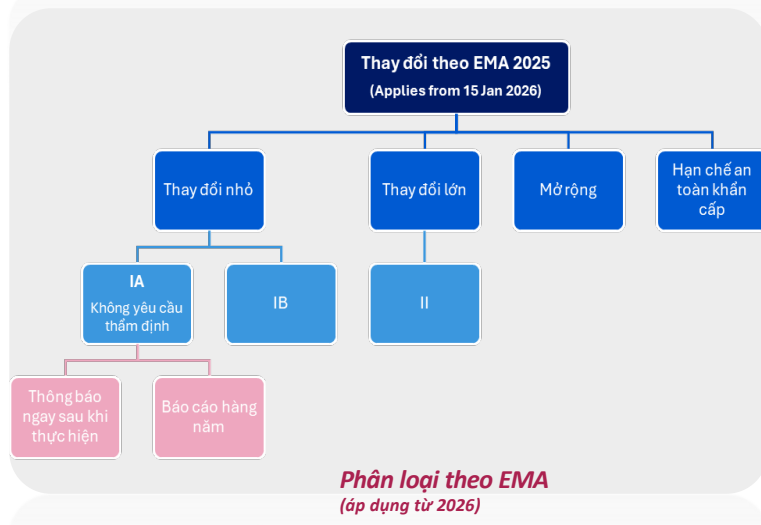 Thay đổi theo EMA 2025
(Applies from 15 Jan 2026)
Thay đổi nhỏ
Thay đổi lớn
Mở rộng
Hạn chế an
toàn khẩn
cấp
IA
Không yêu cầu
thẩm định
IB
II
Thông báo
ngay sau khi
thực hiện
Báo cáo hàng
năm
Phân loại theo EMA
(áp dụng từ 2026)